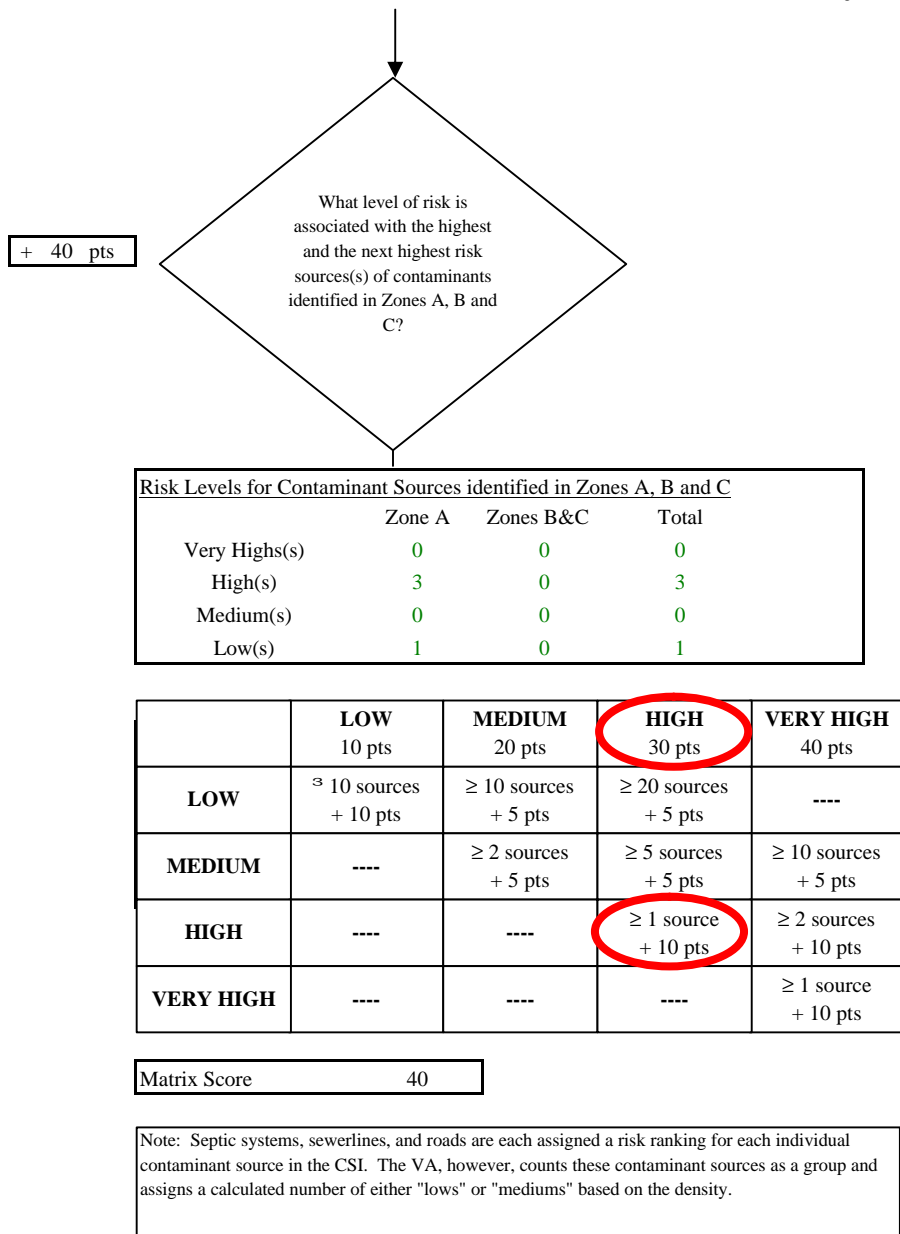 What level of risk is
associated with the highest
and the next highest risk
sources(s) of contaminants
identified in Zones A, B and
C?
+ 40 pts
Risk Levels for Contaminant Sources identified in Zones A, B and C
Zone A Zones B&C Total
Very Highs(s) 0 0 0
High(s) 3 0 3
Medium(s) 0 0 0
Low(s) 1 0 1
LOW MEDIUM HIGH VERY HIGH
10 pts 20 pts 30 pts 40 pts
LOW ³ 10 sources ≥ 10 sources ≥ 20 sources ----
+ 10 pts + 5 pts + 5 pts
MEDIUM ---- ≥ 2 sources ≥ 5 sources ≥ 10 sources
+ 5 pts + 5 pts + 5 pts
HIGH ---- ---- ≥ 1 source ≥ 2 sources
+ 10 pts + 10 pts
VERY HIGH ---- ---- ---- ≥ 1 source
+ 10 pts
Matrix Score 40
Note: Septic systems, sewerlines, and roads are each assigned a risk ranking for each individual
contaminant source in the CSI. The VA, however, counts these contaminant sources as a group and
assigns a calculated number of either "lows" or "mediums" based on the density.